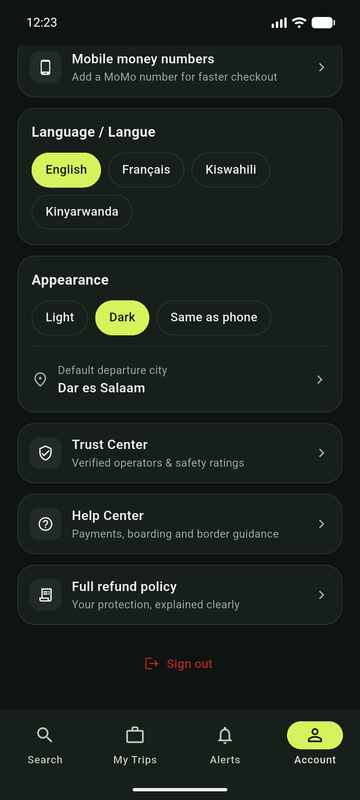 12:23
Mobile money numbers
Add a MoMo number for faster checkout
Language / Langue
English
Français
Kiswahili
Kinyarwanda
Appearance
Light
Dark
Same as phone
Default departure city
Dar es Salaam
Trust Center
Verified operators & safety ratings
Help Center
Payments, boarding and border guidance
Full refund policy
Your protection, explained clearly
Sign out
Search
My Trips
Alerts
Account